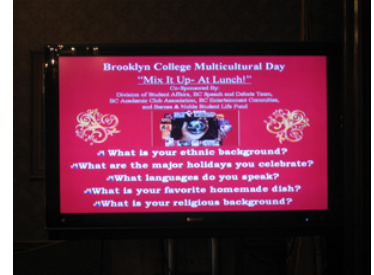 Brooklyn College Multicultural Day
"Mix It Up- At Lunch!"
Co-Sponsored By:
Division of Student Affairs, BC Speech and Debate Team,
BC Academic Club Association, BC Entertainment Committee,
and Barnes & Noble Student Life Fund
What is your ethnic background?
What are the major holidays you celebrate?
What languages do you speak?
What is your favorite homemade dish?
What is your religious background?